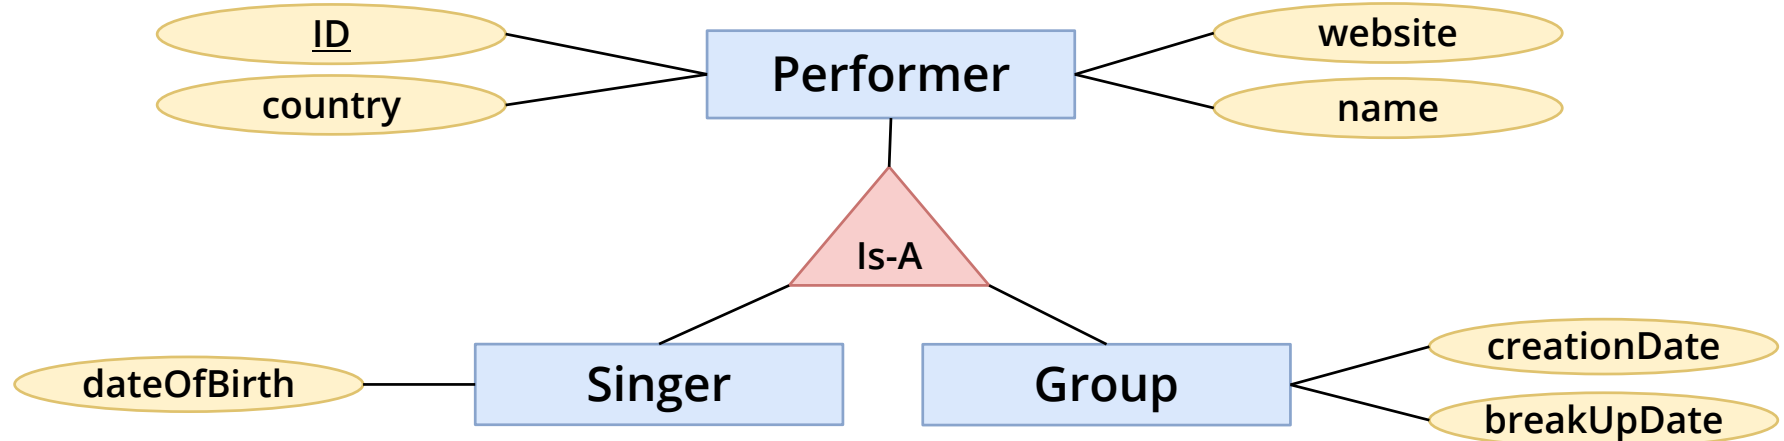 ID
website
Performer
country
name
Is-A
dateOfBirth
Singer
Group
creationDate
breakUpDate